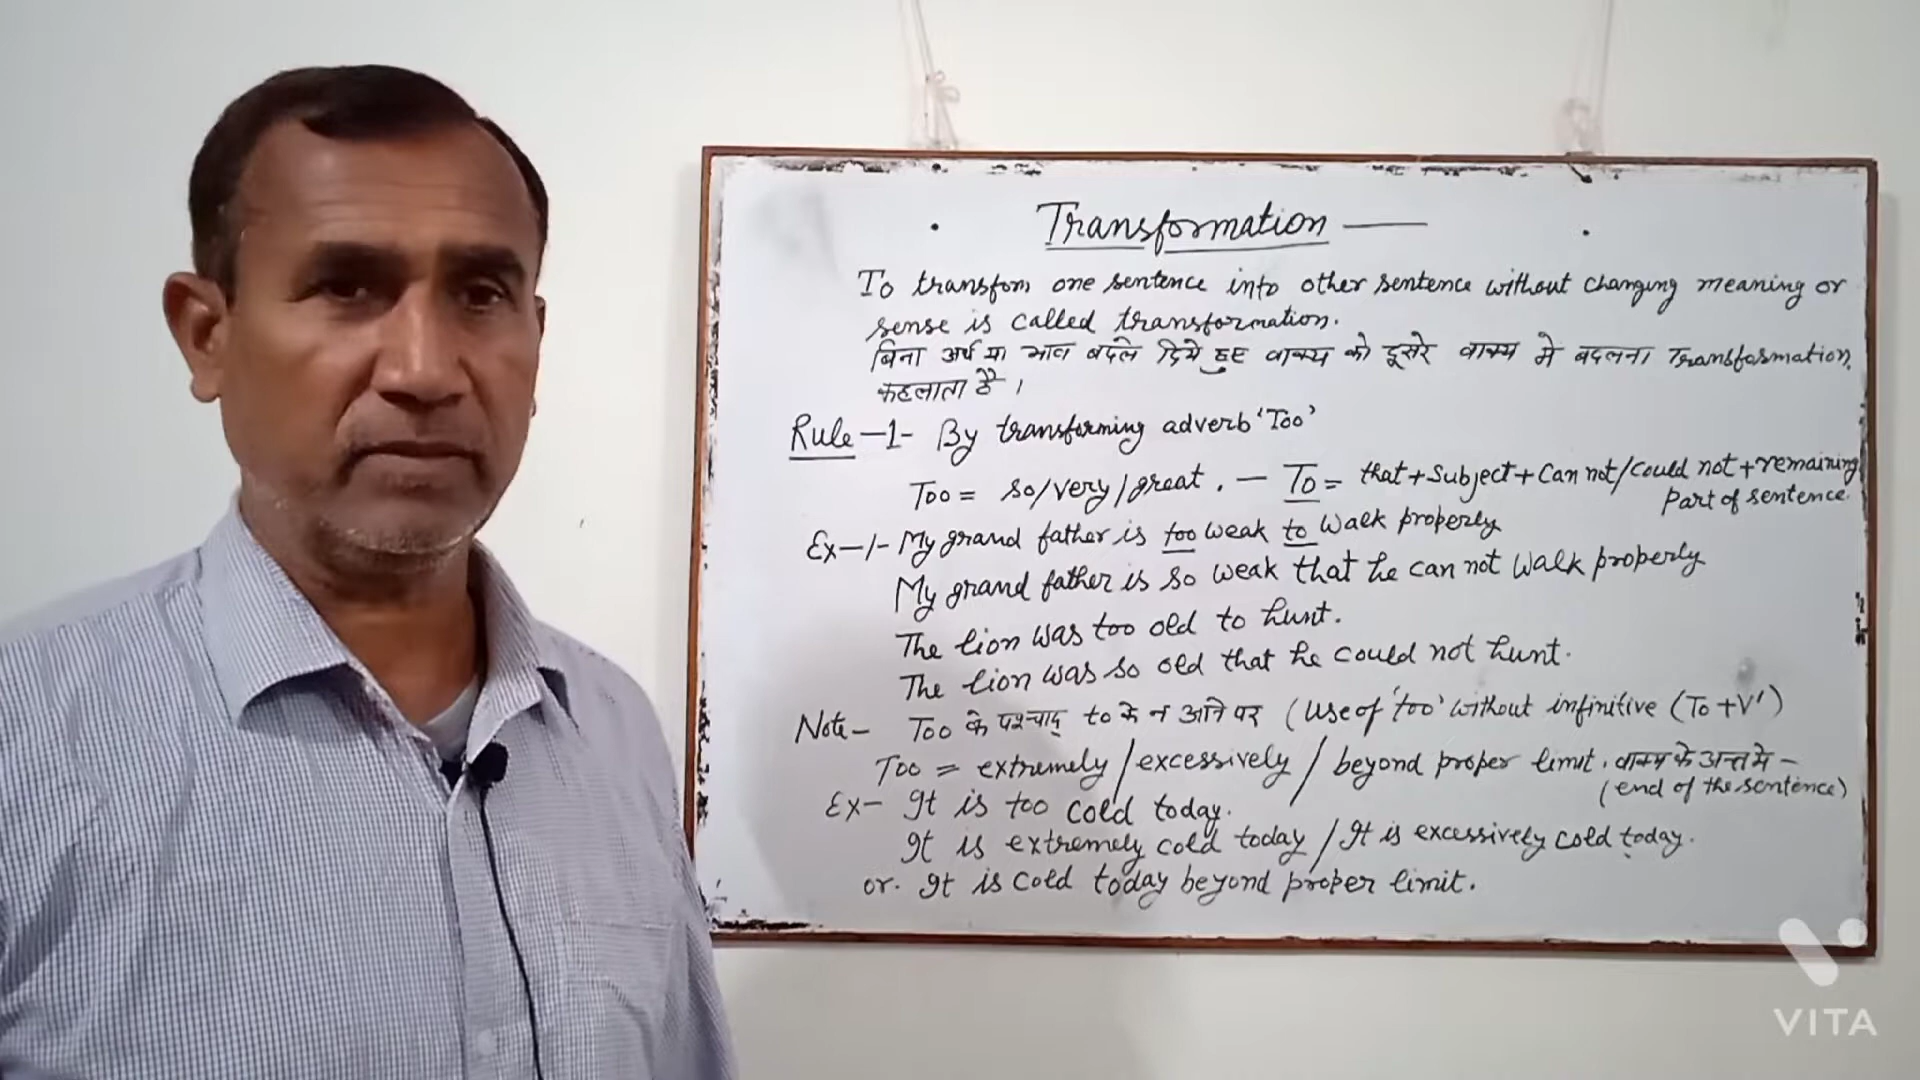 Transformation —
To transfom one sentence into other sentence without changing meaning or
sense is called transformation.
बिना अर्थ या भाव बदले दिये हुए वाक्य को दूसरे वाक्य मे बदलना Transformation
कहलाता है।
Rule-1- By transforming adverb 'Too'
Too = so/very/great. — To = that+Subject+Can not/Could not+remaining
part of sentence.
Ex-1- My grand father is too weak to walk properly
My grand father is so weak that he can not walk properly
The lion was too old to hunt.
The lion was so old that he could not hunt.
Note- Too के पश्चाद् to के न आने पर (Use of 'too' without infinitive (To+V')
Too = extremely/excessively/beyond proper limit. वाक्य के अन्त मे -
(end of the sentence)
Ex- It is too cold today.
It is extremely cold today/It is excessively cold today.
or. It is cold today beyond proper limit.
VITA